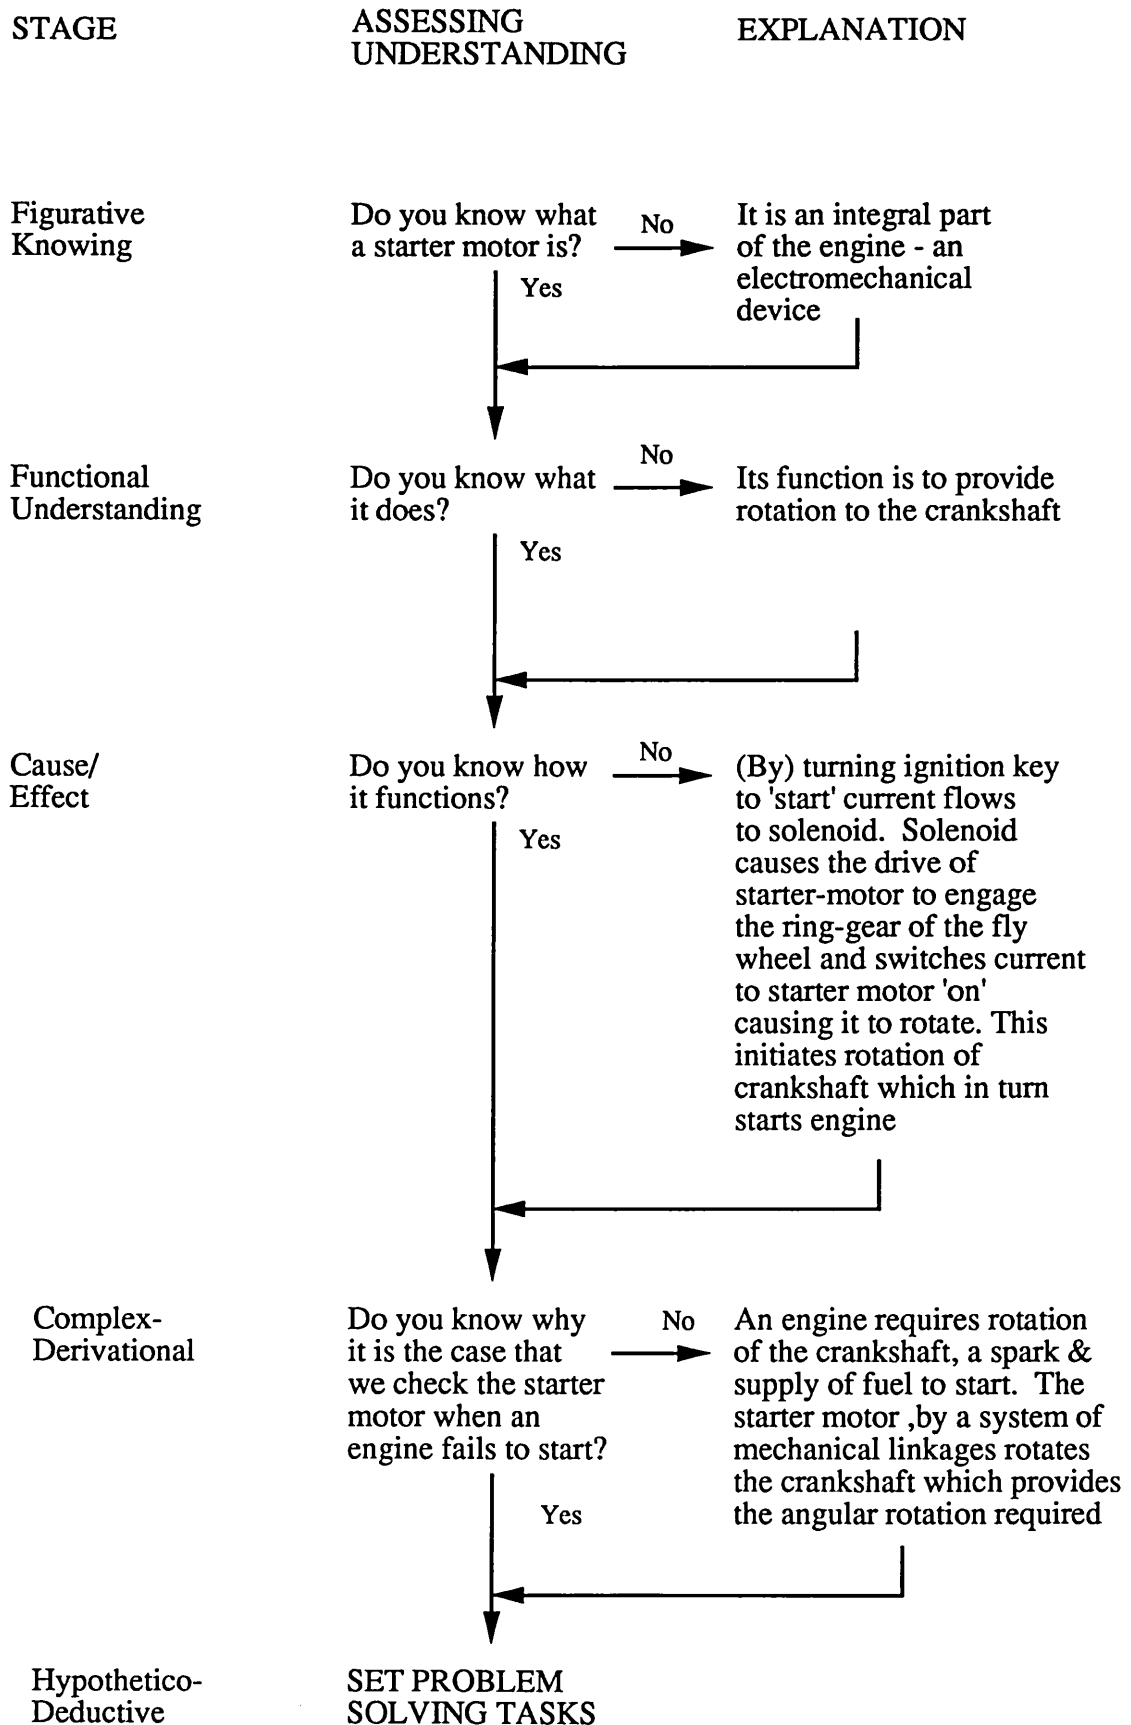 STAGE
ASSESSING
UNDERSTANDING
EXPLANATION
Figurative
Knowing
Do you know what
a starter motor is?
No
It is an integral part
of the engine - an
electromechanical
device
Yes
Functional
Understanding
Do you know what
it does?
No
Its function is to provide
rotation to the crankshaft
Yes
Cause/
Effect
Do you know how
it functions?
No
(By) turning ignition key
to 'start' current flows
to solenoid. Solenoid
causes the drive of
starter-motor to engage
the ring-gear of the fly
wheel and switches current
to starter motor 'on'
causing it to rotate. This
initiates rotation of
crankshaft which in turn
starts engine
Yes
Complex-
Derivational
Do you know why
it is the case that
we check the starter
motor when an
engine fails to start?
No
An engine requires rotation
of the crankshaft, a spark &
supply of fuel to start. The
starter motor ,by a system of
mechanical linkages rotates
the crankshaft which provides
the angular rotation required
Yes
Hypothetico-
Deductive
SET PROBLEM
SOLVING TASKS